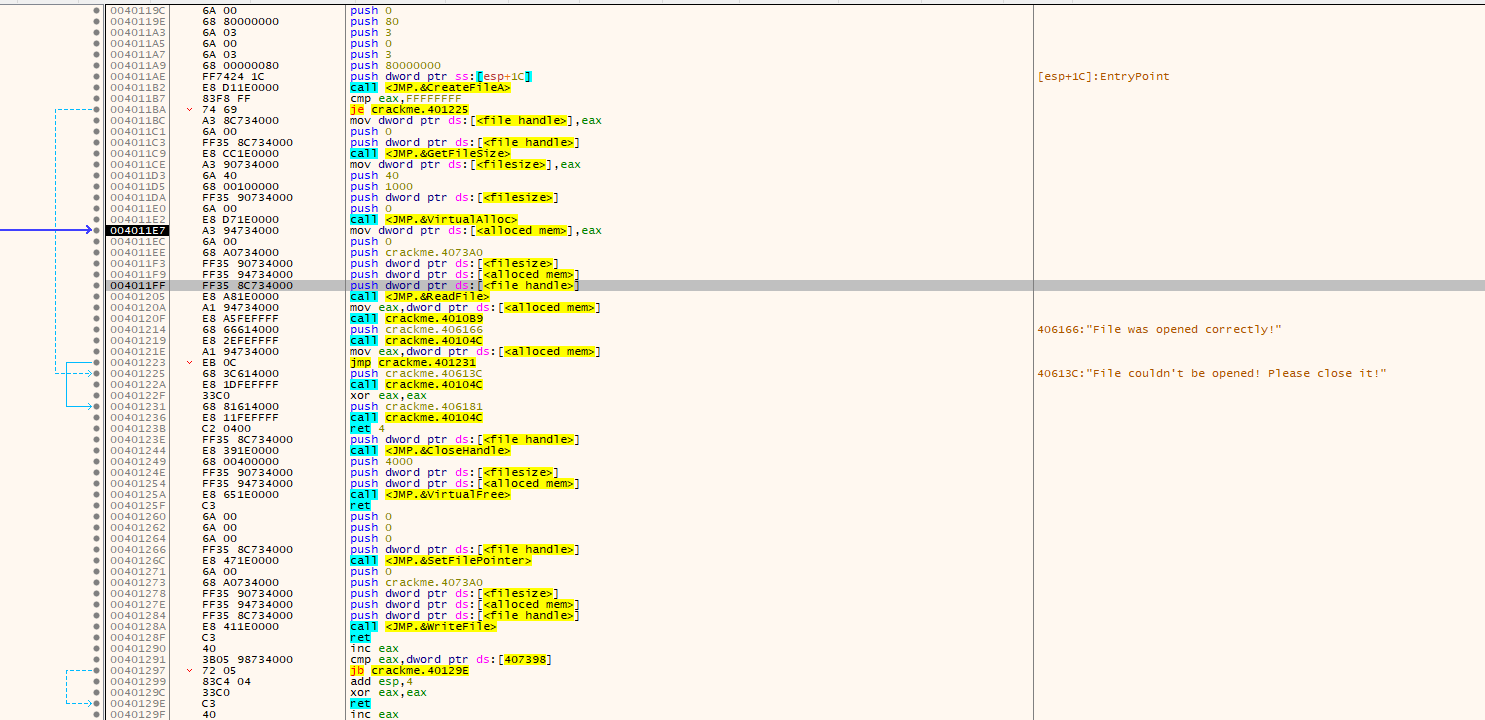 0040119C 6A 00 push 0
0040119E 68 80000000 push 80
004011A3 6A 03 push 3
004011A5 6A 00 push 0
004011A7 6A 03 push 3
004011A9 68 00000080 push 80000000
004011AE FF7424 1C push dword ptr ss:[esp+1C] [esp+1C]:EntryPoint
004011B2 E8 D11E0000 call <JMP.&CreateFileA>
004011B7 83F8 FF cmp eax,FFFFFFFF
004011BA 74 69 je crackme.401225
004011BC A3 8C734000 mov dword ptr ds:[<file handle>],eax
004011C1 6A 00 push 0
004011C3 FF35 8C734000 push dword ptr ds:[<file handle>]
004011C9 E8 CC1E0000 call <JMP.&GetFileSize>
004011CE A3 90734000 mov dword ptr ds:[<filesize>],eax
004011D3 6A 40 push 40
004011D5 68 00100000 push 1000
004011DA FF35 90734000 push dword ptr ds:[<filesize>]
004011E0 6A 00 push 0
004011E2 E8 D71E0000 call <JMP.&VirtualAlloc>
004011E7 A3 94734000 mov dword ptr ds:[<alloced mem>],eax
004011EC 6A 00 push 0
004011EE 68 A0734000 push crackme.4073A0
004011F3 FF35 90734000 push dword ptr ds:[<filesize>]
004011F9 FF35 94734000 push dword ptr ds:[<alloced mem>]
004011FF FF35 8C734000 push dword ptr ds:[<file handle>]
00401205 E8 A81E0000 call <JMP.&ReadFile>
0040120A A1 94734000 mov eax,dword ptr ds:[<alloced mem>]
0040120F E8 A5FEFFFF call crackme.4010B9
00401214 68 66614000 push crackme.406166 406166:"File was opened correctly!"
00401219 E8 2EFEFFFF call crackme.40104C
0040121E A1 94734000 mov eax,dword ptr ds:[<alloced mem>]
00401223 EB 0C jmp crackme.401231
00401225 68 3C614000 push crackme.40613C 40613C:"File couldn't be opened! Please close it!"
0040122A E8 1DFEFFFF call crackme.40104C
0040122F 33C0 xor eax,eax
00401231 68 81614000 push crackme.406181
00401236 E8 11FEFFFF call crackme.40104C
0040123B C2 0400 ret 4
0040123E FF35 8C734000 push dword ptr ds:[<file handle>]
00401244 E8 391E0000 call <JMP.&CloseHandle>
00401249 68 00400000 push 4000
0040124E FF35 90734000 push dword ptr ds:[<filesize>]
00401254 FF35 94734000 push dword ptr ds:[<alloced mem>]
0040125A E8 651E0000 call <JMP.&VirtualFree>
0040125F C3 ret
00401260 6A 00 push 0
00401262 6A 00 push 0
00401264 6A 00 push 0
00401266 FF35 8C734000 push dword ptr ds:[<file handle>]
0040126C E8 471E0000 call <JMP.&SetFilePointer>
00401271 6A 00 push 0
00401273 68 A0734000 push crackme.4073A0
00401278 FF35 90734000 push dword ptr ds:[<filesize>]
0040127E FF35 94734000 push dword ptr ds:[<alloced mem>]
00401284 FF35 8C734000 push dword ptr ds:[<file handle>]
0040128A E8 411E0000 call <JMP.&WriteFile>
0040128F C3 ret
00401290 40 inc eax
00401291 3B05 98734000 cmp eax,dword ptr ds:[407398]
00401297 72 05 jb crackme.40129E
00401299 83C4 04 add esp,4
0040129C 33C0 xor eax,eax
0040129E C3 ret
0040129F 40 inc eax